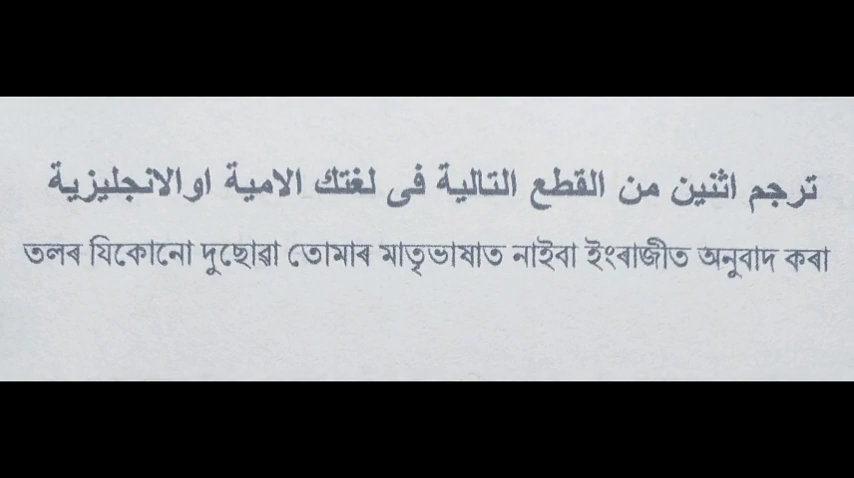 ترجم اثنين من القطع التالية فى لغتك الامية اوالانجليزية
তলৰ যিকোনো দুছোৱা তোমাৰ মাতৃভাষাত নাইবা ইংৰাজীত অনুবাদ কৰা